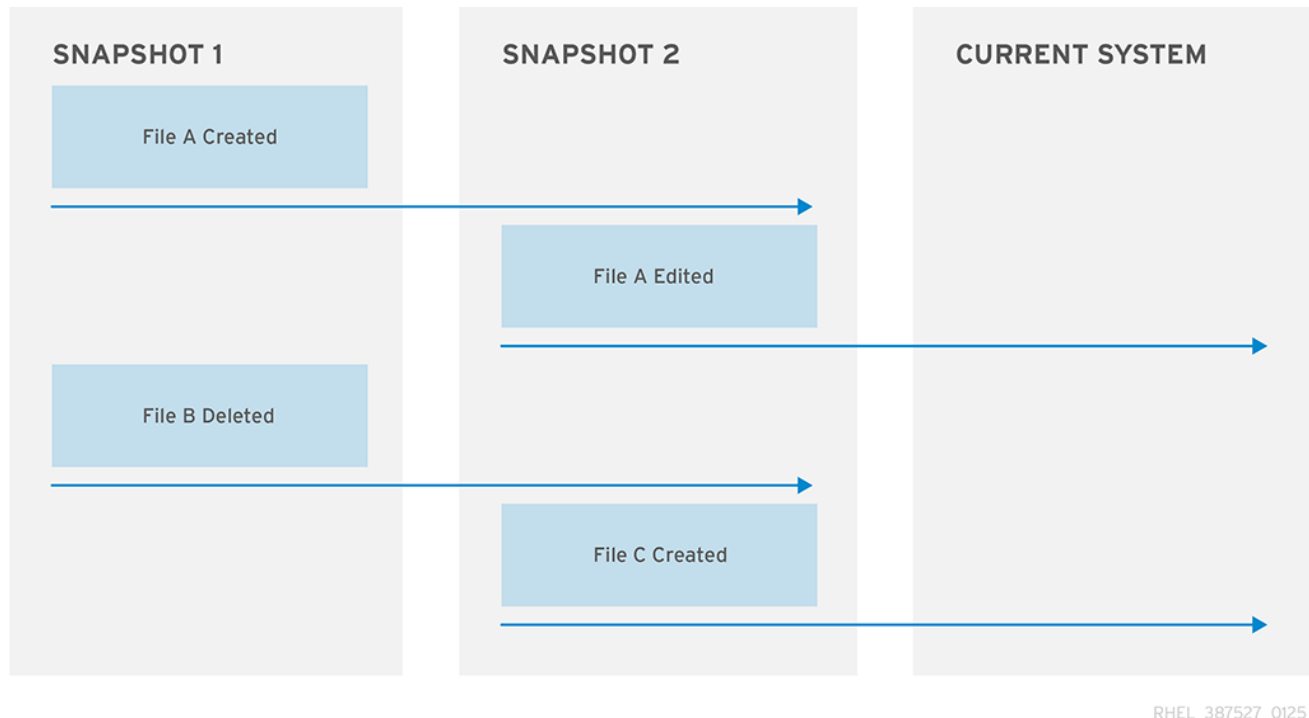 SNAPSHOT 1
SNAPSHOT 2
CURRENT SYSTEM
File A Created
File A Edited
File B Deleted
File C Created
RHEL_387527_0125